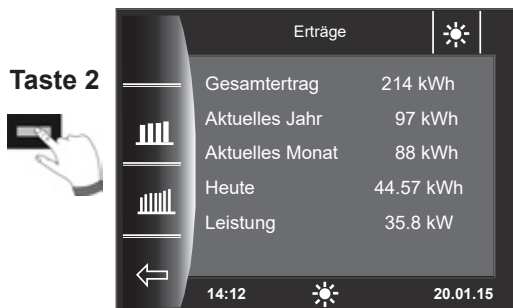 Erträge
Taste 2
Gesamtertrag 214 kWh
Aktuelles Jahr 97 kWh
Aktuelles Monat 88 kWh
Heute 44.57 kWh
Leistung 35.8 kW
14:12 20.01.15